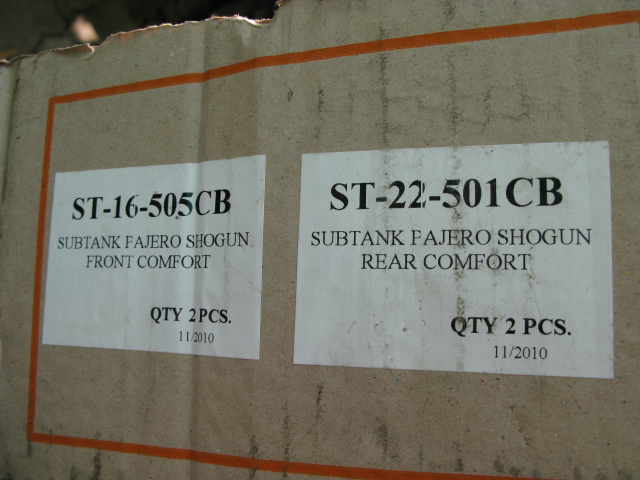 ST-16-505CB
SUBTANK PAJERO SHOGUN
FRONT COMFORT
QTY 2 PCS.
11/2010
ST-22-501CB
SUBTANK PAJERO SHOGUN
REAR COMFORT
QTY 2 PCS.
11/2010